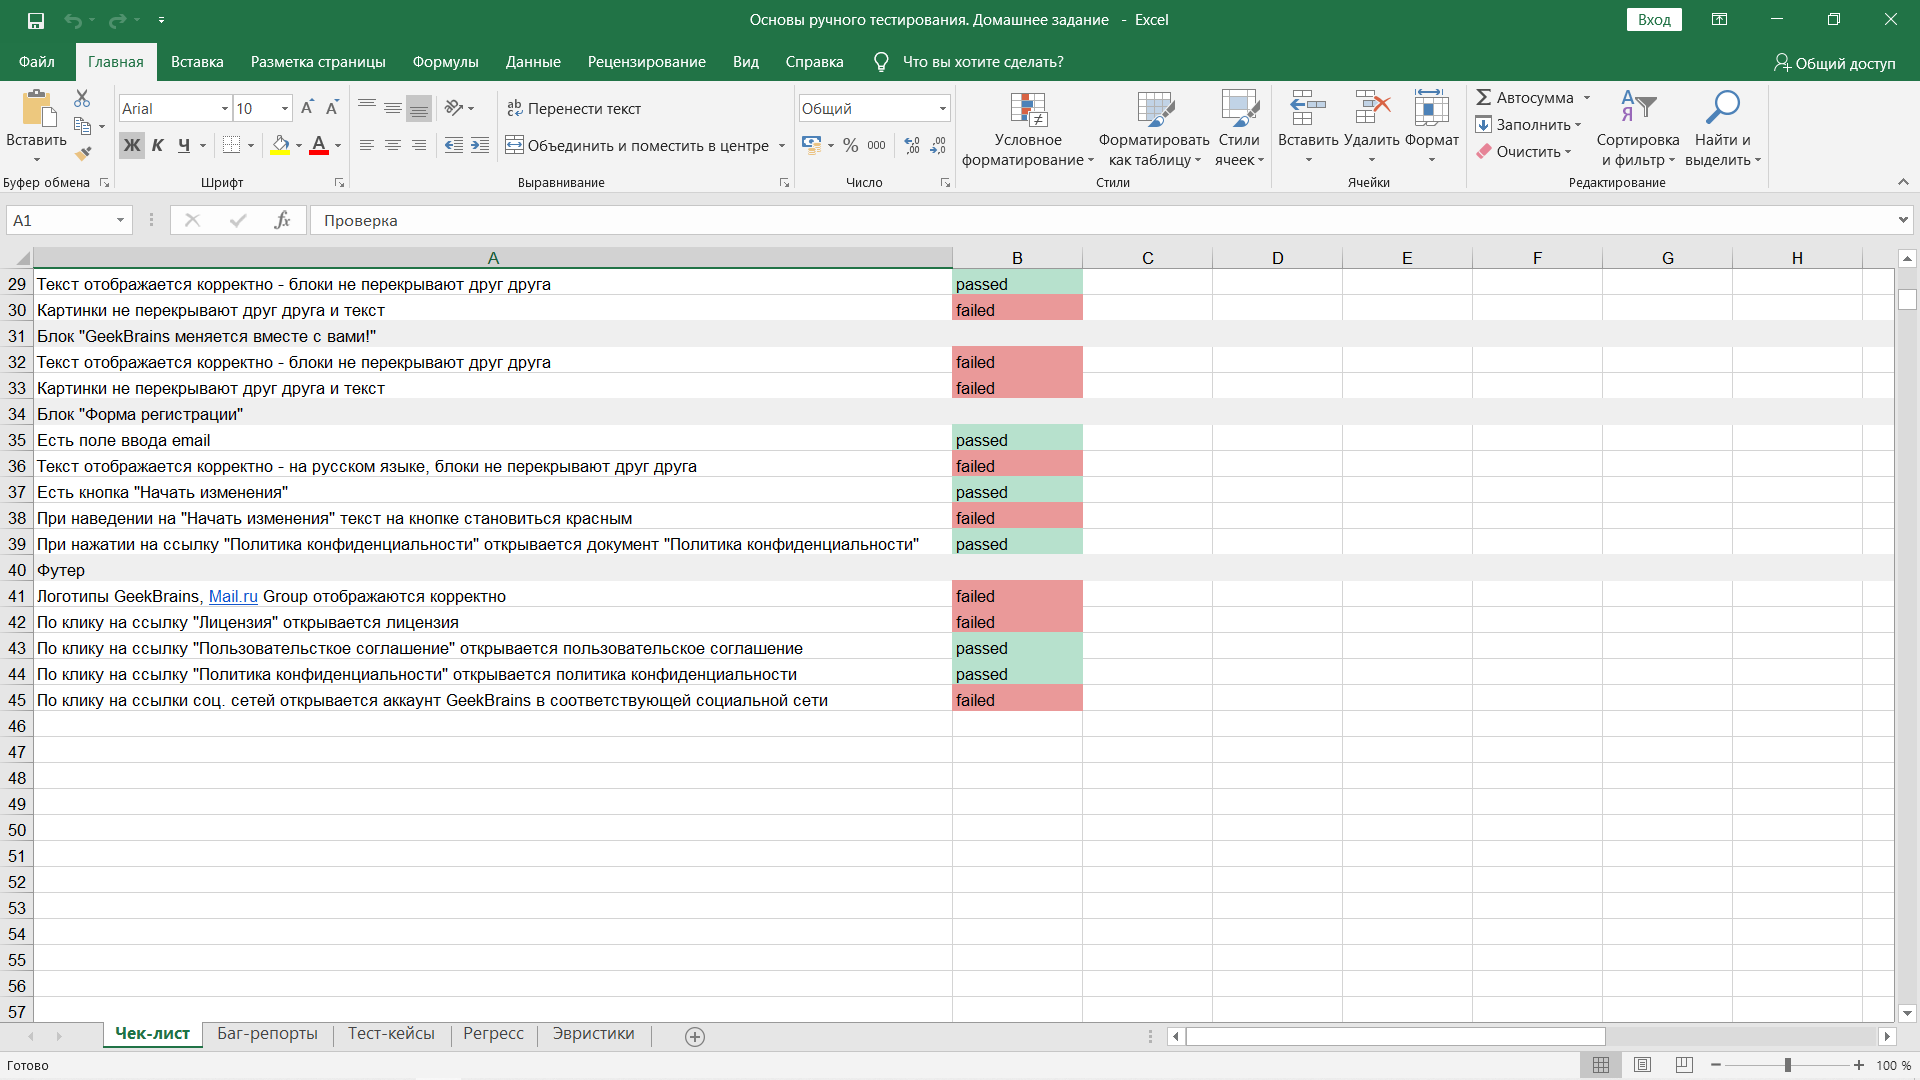 Основы ручного тестирования. Домашнее задание - Excel
Вход
Файл Главная Вставка Разметка страницы Формулы Данные Рецензирование Вид Справка Что вы хотите сделать? Общий доступ
Вставить
Буфер обмена
Arial 10
Ж К Ч
Шрифт
Перенести текст
Объединить и поместить в центре
Выравнивание
Общий
% 000
Число
Условное форматирование
Форматировать как таблицу
Стили ячеек
Стили
Вставить Удалить Формат
Ячейки
Автосумма
Заполнить
Очистить
Сортировка и фильтр
Найти и выделить
Редактирование
A1 fx Проверка
A B C D E F G H
29 Текст отображается корректно - блоки не перекрывают друг друга passed
30 Картинки не перекрывают друг друга и текст failed
31 Блок "GeekBrains меняется вместе с вами!"
32 Текст отображается корректно - блоки не перекрывают друг друга failed
33 Картинки не перекрывают друг друга и текст failed
34 Блок "Форма регистрации"
35 Есть поле ввода email passed
36 Текст отображается корректно - на русском языке, блоки не перекрывают друг друга failed
37 Есть кнопка "Начать изменения" passed
38 При наведении на "Начать изменения" текст на кнопке становиться красным failed
39 При нажатии на ссылку "Политика конфиденциальности" открывается документ "Политика конфиденциальности" passed
40 Футер
41 Логотипы GeekBrains, Mail.ru Group отображаются корректно failed
42 По клику на ссылку "Лицензия" открывается лицензия failed
43 По клику на ссылку "Пользовательсткое соглашение" открывается пользовательское соглашение passed
44 По клику на ссылку "Политика конфиденциальности" открывается политика конфиденциальности passed
45 По клику на ссылки соц. сетей открывается аккаунт GeekBrains в соответствующей социальной сети failed
46
47
48
49
50
51
52
53
54
55
56
57
Чек-лист Баг-репорты Тест-кейсы Регресс Эвристики
Готово 100 %